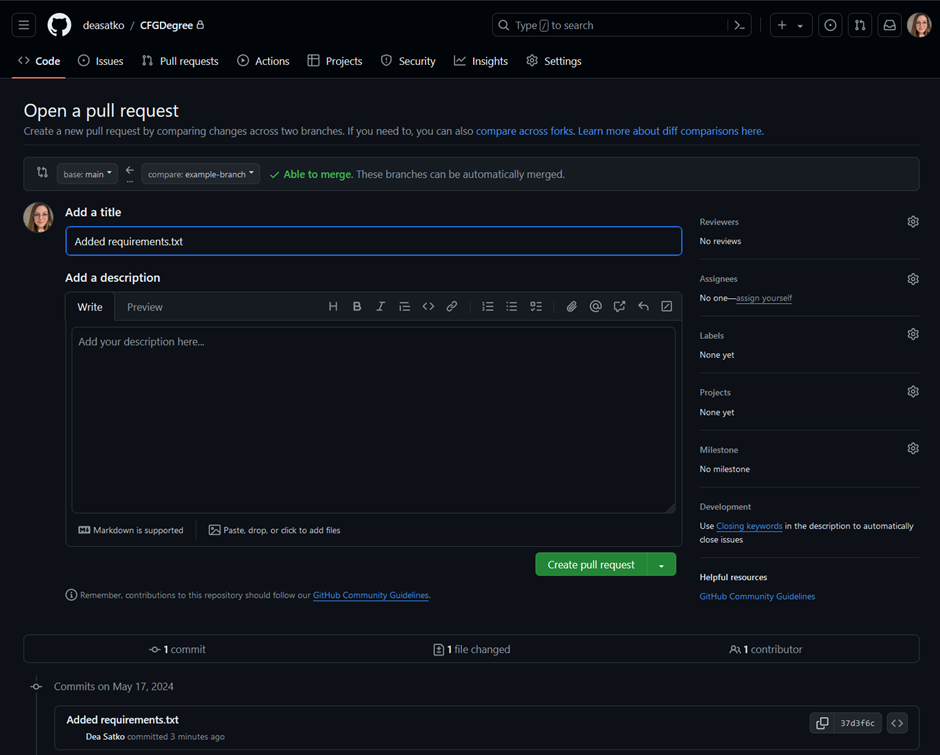 deasatko / CFGDegree
Type / to search
Code Issues Pull requests Actions Projects Security Insights Settings
Open a pull request
Create a new pull request by comparing changes across two branches. If you need to, you can also compare across forks. Learn more about diff comparisons here.
base: main
compare: example-branch
Able to merge. These branches can be automatically merged.
Add a title
Added requirements.txt
Add a description
Write Preview
H B I
Add your description here...
Markdown is supported
Paste, drop, or click to add files
Create pull request
Remember, contributions to this repository should follow our GitHub Community Guidelines.
Reviewers
No reviews
Assignees
No one—assign yourself
Labels
None yet
Projects
None yet
Milestone
No milestone
Development
Use Closing keywords in the description to automatically
close issues
Helpful resources
GitHub Community Guidelines
1 commit
1 file changed
1 contributor
Commits on May 17, 2024
Added requirements.txt
Dea Satko committed 3 minutes ago
37d3f6c